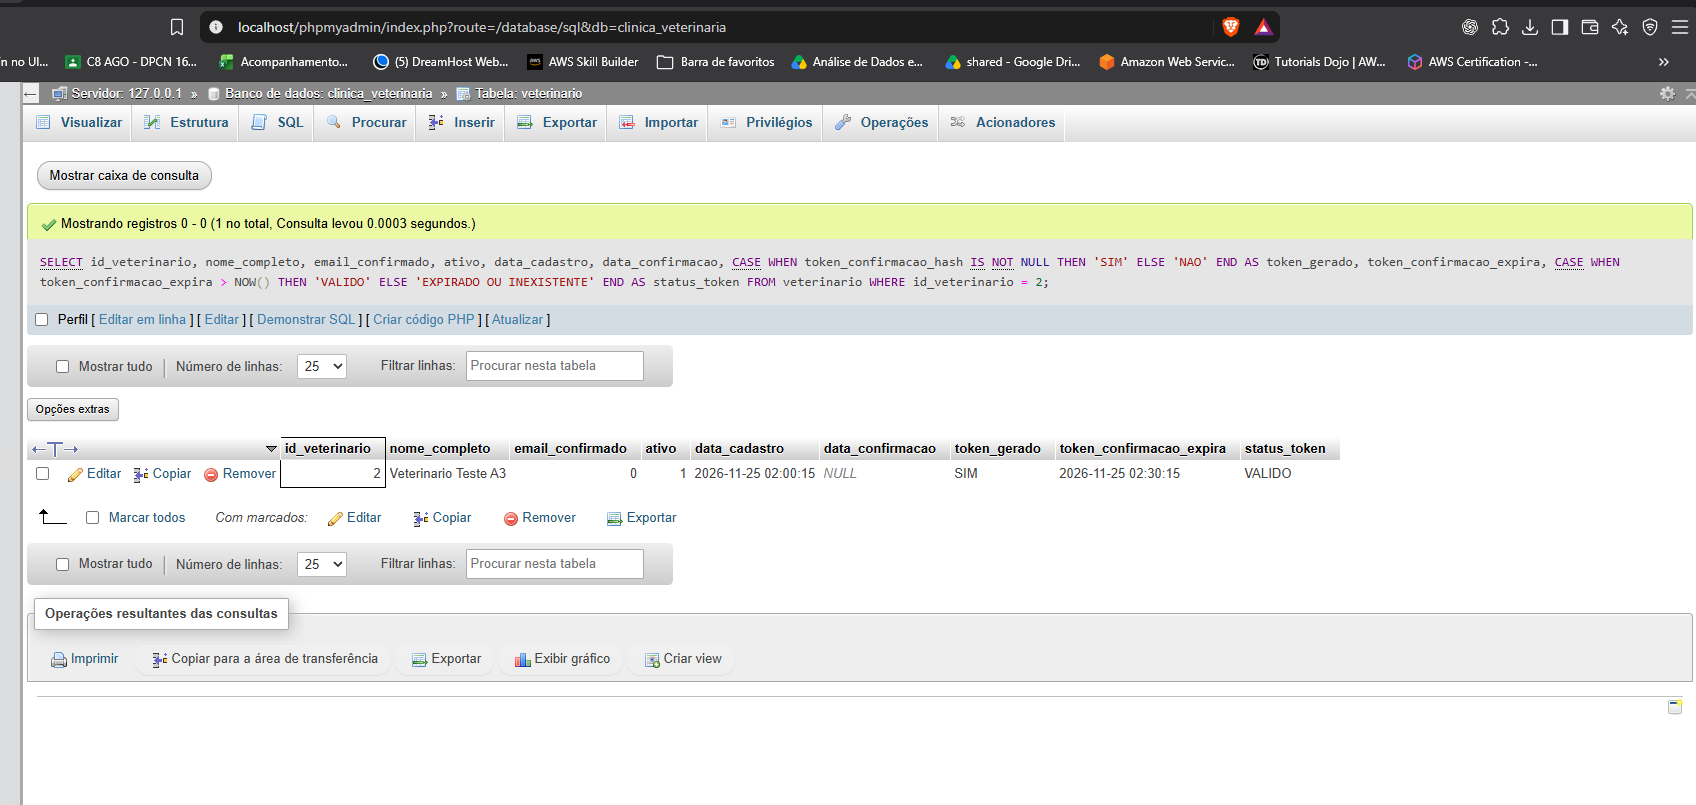 localhost/phpmyadmin/index.php?route=/database/sql&db=clinica_veterinaria
n no UI... C8 AGO - DPCN 16... Acompanhamento... (5) DreamHost Web... AWS Skill Builder Barra de favoritos Análise de Dados e... shared - Google Dri... Amazon Web Servic... Tutorials Dojo | AW... AWS Certification -... »
← Servidor: 127.0.0.1 » Banco de dados: clinica_veterinaria » Tabela: veterinario
Visualizar Estrutura SQL Procurar Inserir Exportar Importar Privilégios Operações Acionadores
Mostrar caixa de consulta
Mostrando registros 0 - 0 (1 no total, Consulta levou 0.0003 segundos.)
SELECT id_veterinario, nome_completo, email_confirmado, ativo, data_cadastro, data_confirmacao, CASE WHEN token_confirmacao_hash IS NOT NULL THEN 'SIM' ELSE 'NAO' END AS token_gerado, token_confirmacao_expira, CASE WHEN
token_confirmacao_expira > NOW() THEN 'VALIDO' ELSE 'EXPIRADO OU INEXISTENTE' END AS status_token FROM veterinario WHERE id_veterinario = 2;
Perfil [ Editar em linha ] [ Editar ] [ Demonstrar SQL ] [ Criar código PHP ] [ Atualizar ]
Mostrar tudo | Número de linhas: 25 Filtrar linhas: Procurar nesta tabela
Opções extras
←T→ id_veterinario nome_completo email_confirmado ativo data_cadastro data_confirmacao token_gerado token_confirmacao_expira status_token
Editar Copiar Remover 2 Veterinario Teste A3 0 1 2026-11-25 02:00:15 NULL SIM 2026-11-25 02:30:15 VALIDO
Marcar todos Com marcados: Editar Copiar Remover Exportar
Mostrar tudo | Número de linhas: 25 Filtrar linhas: Procurar nesta tabela
Operações resultantes das consultas
Imprimir Copiar para a área de transferência Exportar Exibir gráfico Criar view